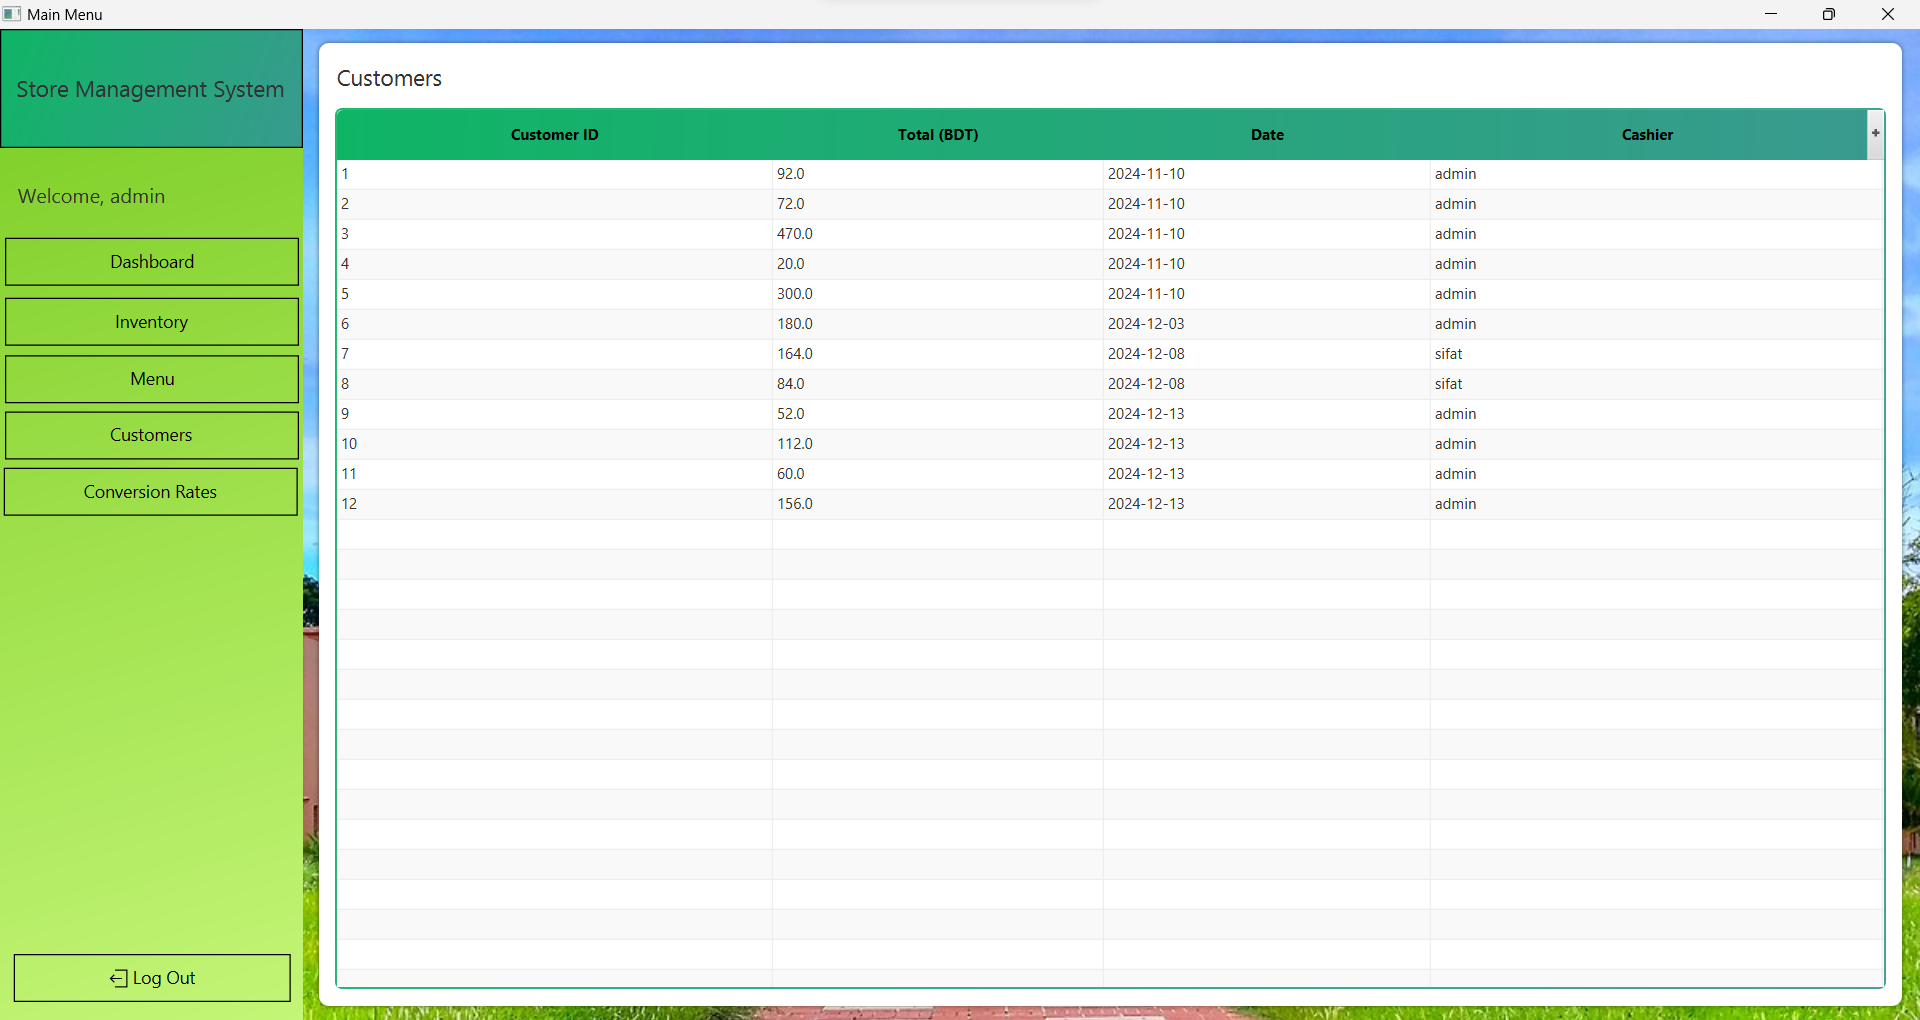 Main Menu
Store Management System
Welcome, admin
Dashboard
Inventory
Menu
Customers
Conversion Rates
Log Out
Customers
Customer ID Total (BDT) Date Cashier +
1 92.0 2024-11-10 admin
2 72.0 2024-11-10 admin
3 470.0 2024-11-10 admin
4 20.0 2024-11-10 admin
5 300.0 2024-11-10 admin
6 180.0 2024-12-03 admin
7 164.0 2024-12-08 sifat
8 84.0 2024-12-08 sifat
9 52.0 2024-12-13 admin
10 112.0 2024-12-13 admin
11 60.0 2024-12-13 admin
12 156.0 2024-12-13 admin